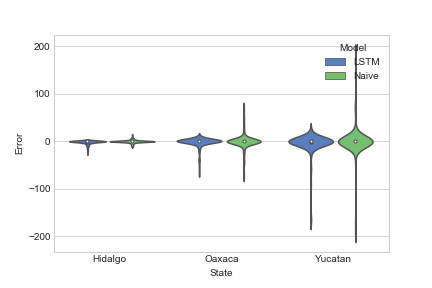 200
100
0
−100
−200
Error
Model
LSTM
Naive
Hidalgo
Oaxaca
Yucatan
State